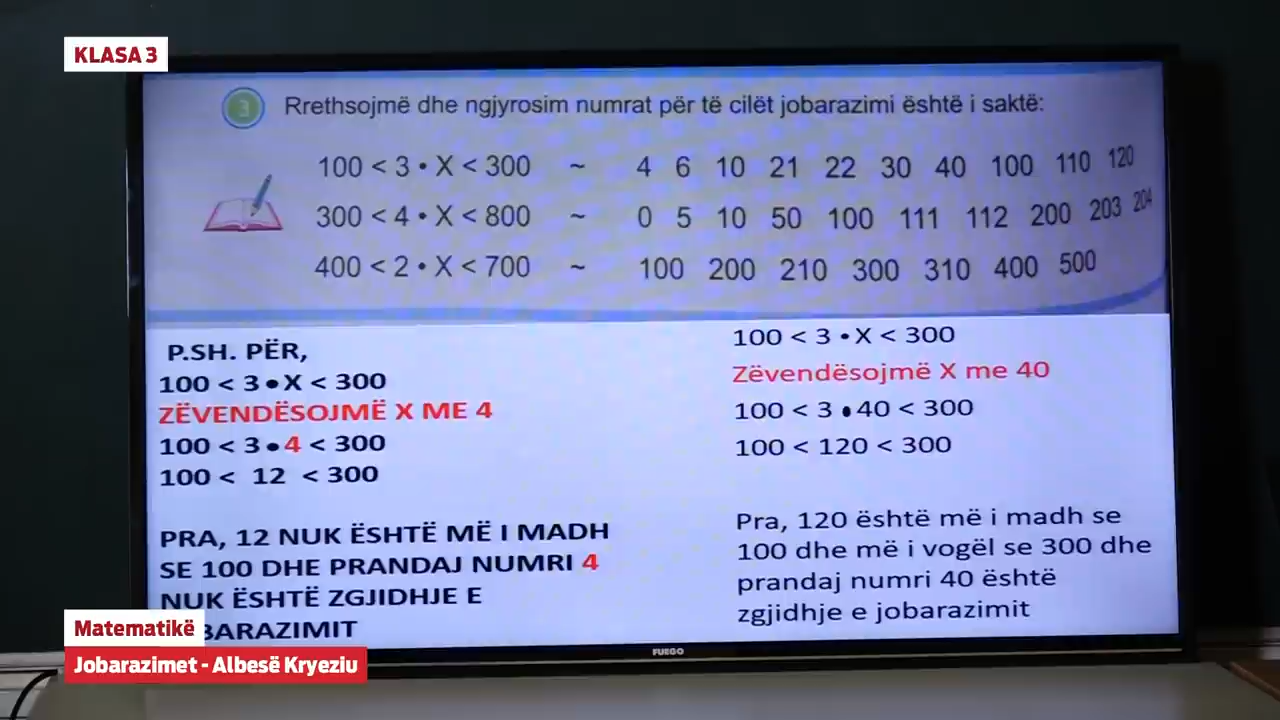 KLASA 3
3 Rrethsojmë dhe ngjyrosim numrat për të cilët jobarazimi është i saktë:
100 < 3 • X < 300 ~ 4 6 10 21 22 30 40 100 110 120
300 < 4 • X < 800 ~ 0 5 10 50 100 111 112 200 203 204
400 < 2 • X < 700 ~ 100 200 210 300 310 400 500
P.SH. PËR,
100 < 3 • X < 300
ZËVENDËSOJMË X ME 4
100 < 3 • 4 < 300
100 < 12 < 300
PRA, 12 NUK ËSHTË MË I MADH
SE 100 DHE PRANDAJ NUMRI 4
NUK ËSHTË ZGJIDHJE E
BARAZIMIT
100 < 3 • X < 300
Zëvendësojmë X me 40
100 < 3 • 40 < 300
100 < 120 < 300
Pra, 120 është më i madh se
100 dhe më i vogël se 300 dhe
prandaj numri 40 është
zgjidhje e jobarazimit
FUEGO
Matematikë
Jobarazimet - Albesë Kryeziu